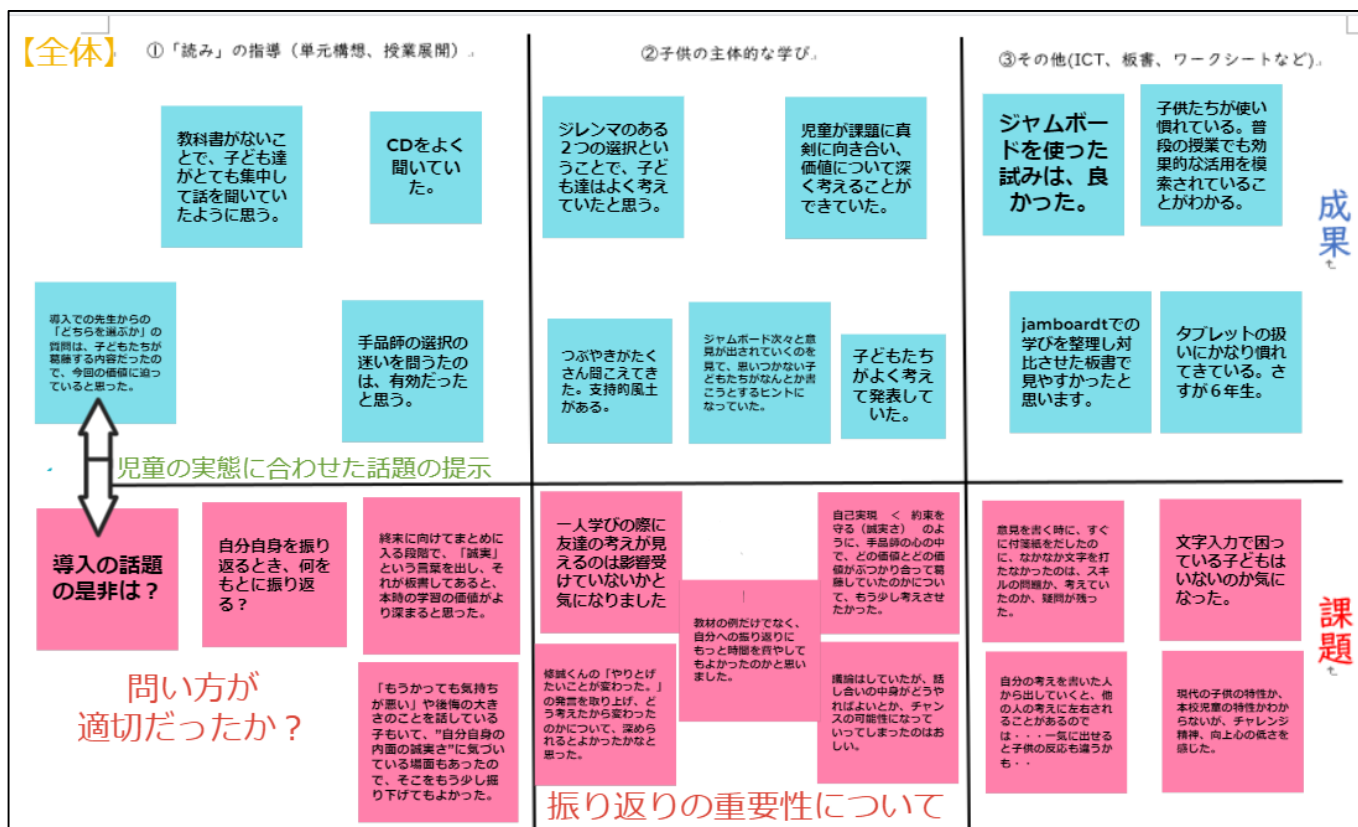 【全体】
①「読み」の指導（単元構想、授業展開）
②子供の主体的な学び
③その他(ICT、板書、ワークシートなど)
教科書がないこ
とで、子ども達
がとても集中し
て話を聞いてい
たように思う。
CDをよく
聞いてい
た。
ジレンマのある
２つの選択とい
うことで、子ど
も達はよく考え
ていたと思う。
児童が課題に真
剣に向き合い、
価値について深
く考えることが
できていた。
ジャムボー
ドを使った
試みは、良
かった。
子供たちが使い
慣れている。普
段の授業でも効
果的な活用を模
索されているこ
とがわかる。
成果
導入での先生からの
「どちらを選ぶか」の
質問は、子どもたちが
葛藤する内容だったの
で、今回の価値に迫っ
ていると思った。
手品師の選択の
迷いを問うたの
は、有効だった
と思う。
つぶやきがたく
さん聞こえてき
た。支持的風土
がある。
ジャムボード次々と意
見が出されていくのを
見て、思いつかない子
どもたちがなんとか書
こうとするヒントに
なっていた。
子どもたち
がよく考え
て発表して
いた。
jamboardtでの
学びを整理し対
比させた板書で
見やすかったと
思います。
タブレットの扱
いにかなり慣れ
てきている。さ
すが６年生。
児童の実態に合わせた話題の提示
導入の話題
の是非は？
自分自身を振り
返るとき、何を
もとに振り返
る？
終末に向けてまとめに
入る段階で、「誠実」
という言葉を出し、そ
れが板書してあると、
本時の学習の価値がよ
り深まると思った。
一人学びの際に
友達の考えが見
えるのは影響受
けていないかと
気になりました
自己実現 ＜ 約束を
守る（誠実さ） のよ
うに、手品師の心の中
で、どの価値とどの価
値がぶつかり合って葛
藤していたのかについ
て、もう少し考えさせ
たかった。
意見を書く時に、すぐ
に付箋紙をだしたの
に、なかなか文字を打
たなかったのは、スキ
ルの問題か、考えてい
たのか、疑問が残っ
た。
文字入力で困っ
ている子どもは
いないのか気に
なった。
課題
教材の例だけでなく、
自分への振り返りに
もっと時間を費やして
もよかったのかと思い
ました。
問い方が
適切だったか？
「もうかっても気持ち
が悪い」や後悔の大き
さのことを話している
子もいて、”自分自身の
内面の誠実さ”に気づい
ている場面もあったの
で、そこをもう少し掘
り下げてもよかった。
修誠くんの「やりとげ
たいことが変わった。」
の発言を取り上げ、ど
う考えたから変わった
のかについて、深めら
れるとよかったかなと
思った。
議論はしていたが、話
し合いの中身がどうや
ればよいとか、チャン
スの可能性になって
いってしまったのはお
しい。
自分の考えを書いた人
から出していくと、他
の人の考えに左右され
ることがあるので
は・・・一気に出せる
と子供の反応も違うか
も・・
現代の子供の特性か、
本校児童の特性かわか
らないが、チャレンジ
精神、向上心の低さを
感じた。
振り返りの重要性について